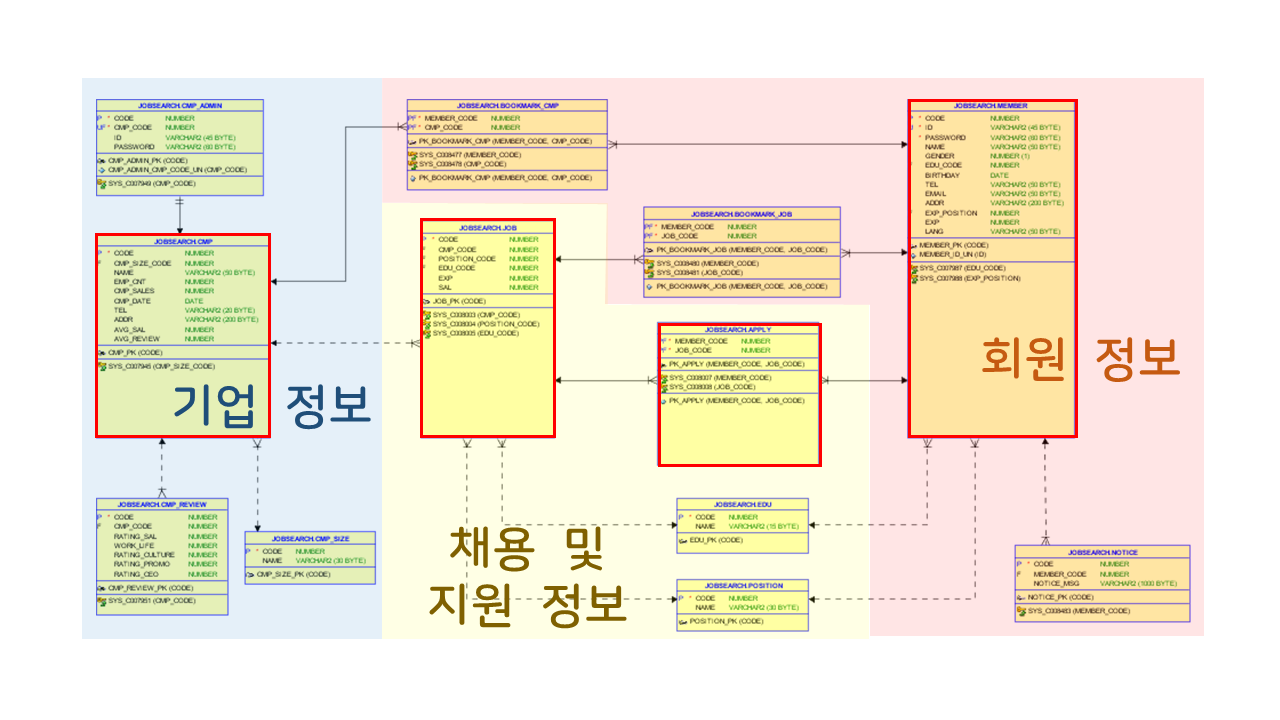 JOBSEARCH.CMP_ADMIN
P * CODE NUMBER
UF * CMP_CODE NUMBER
ID VARCHAR2 (45 BYTE)
PASSWORD VARCHAR2 (60 BYTE)
CMP_ADMIN_PK (CODE)
CMP_ADMIN_CMP_CODE_UN (CMP_CODE)
SYS_C007949 (CMP_CODE)
JOBSEARCH.CMP
P * CODE NUMBER
F CMP_SIZE_CODE NUMBER
NAME VARCHAR2 (50 BYTE)
EMP_CNT NUMBER
CMP_SALES NUMBER
CMP_DATE DATE
TEL VARCHAR2 (20 BYTE)
ADDR VARCHAR2 (200 BYTE)
AVG_SAL NUMBER
AVG_REVIEW NUMBER
CMP_PK (CODE)
SYS_C007945 (CMP_SIZE_CODE)
기업 정보
JOBSEARCH.CMP_REVIEW
P * CODE NUMBER
F CMP_CODE NUMBER
RATING_SAL NUMBER
WORK_LIFE NUMBER
RATING_CULTURE NUMBER
RATING_PROMO NUMBER
RATING_CEO NUMBER
CMP_REVIEW_PK (CODE)
SYS_C007951 (CMP_CODE)
JOBSEARCH.CMP_SIZE
P * CODE NUMBER
NAME VARCHAR2 (30 BYTE)
CMP_SIZE_PK (CODE)
JOBSEARCH.BOOKMARK_CMP
PF * MEMBER_CODE NUMBER
PF * CMP_CODE NUMBER
PK_BOOKMARK_CMP (MEMBER_CODE, CMP_CODE)
SYS_C008477 (MEMBER_CODE)
SYS_C008478 (CMP_CODE)
PK_BOOKMARK_CMP (MEMBER_CODE, CMP_CODE)
JOBSEARCH.JOB
P * CODE NUMBER
F CMP_CODE NUMBER
F POSITION_CODE NUMBER
F EDU_CODE NUMBER
EXP NUMBER
SAL NUMBER
JOB_PK (CODE)
SYS_C008003 (CMP_CODE)
SYS_C008004 (POSITION_CODE)
SYS_C008005 (EDU_CODE)
JOBSEARCH.BOOKMARK_JOB
PF * MEMBER_CODE NUMBER
PF * JOB_CODE NUMBER
PK_BOOKMARK_JOB (MEMBER_CODE, JOB_CODE)
SYS_C008480 (MEMBER_CODE)
SYS_C008481 (JOB_CODE)
PK_BOOKMARK_JOB (MEMBER_CODE, JOB_CODE)
JOBSEARCH.APPLY
PF * MEMBER_CODE NUMBER
PF * JOB_CODE NUMBER
PK_APPLY (MEMBER_CODE, JOB_CODE)
SYS_C008007 (MEMBER_CODE)
SYS_C008008 (JOB_CODE)
PK_APPLY (MEMBER_CODE, JOB_CODE)
채용 및
지원 정보
JOBSEARCH.EDU
P * CODE NUMBER
NAME VARCHAR2 (15 BYTE)
EDU_PK (CODE)
JOBSEARCH.POSITION
P * CODE NUMBER
NAME VARCHAR2 (30 BYTE)
POSITION_PK (CODE)
JOBSEARCH.MEMBER
P * CODE NUMBER
U * ID VARCHAR2 (45 BYTE)
* PASSWORD VARCHAR2 (60 BYTE)
NAME VARCHAR2 (50 BYTE)
GENDER NUMBER (1)
F EDU_CODE NUMBER
BIRTHDAY DATE
TEL VARCHAR2 (50 BYTE)
EMAIL VARCHAR2 (50 BYTE)
ADDR VARCHAR2 (200 BYTE)
F EXP_POSITION NUMBER
EXP NUMBER
LANG VARCHAR2 (50 BYTE)
MEMBER_PK (CODE)
MEMBER_ID_UN (ID)
SYS_C007987 (EDU_CODE)
SYS_C007988 (EXP_POSITION)
회원 정보
JOBSEARCH.NOTICE
P * CODE NUMBER
F MEMBER_CODE NUMBER
NOTICE_MSG VARCHAR2 (1000 BYTE)
NOTICE_PK (CODE)
SYS_C008483 (MEMBER_CODE)